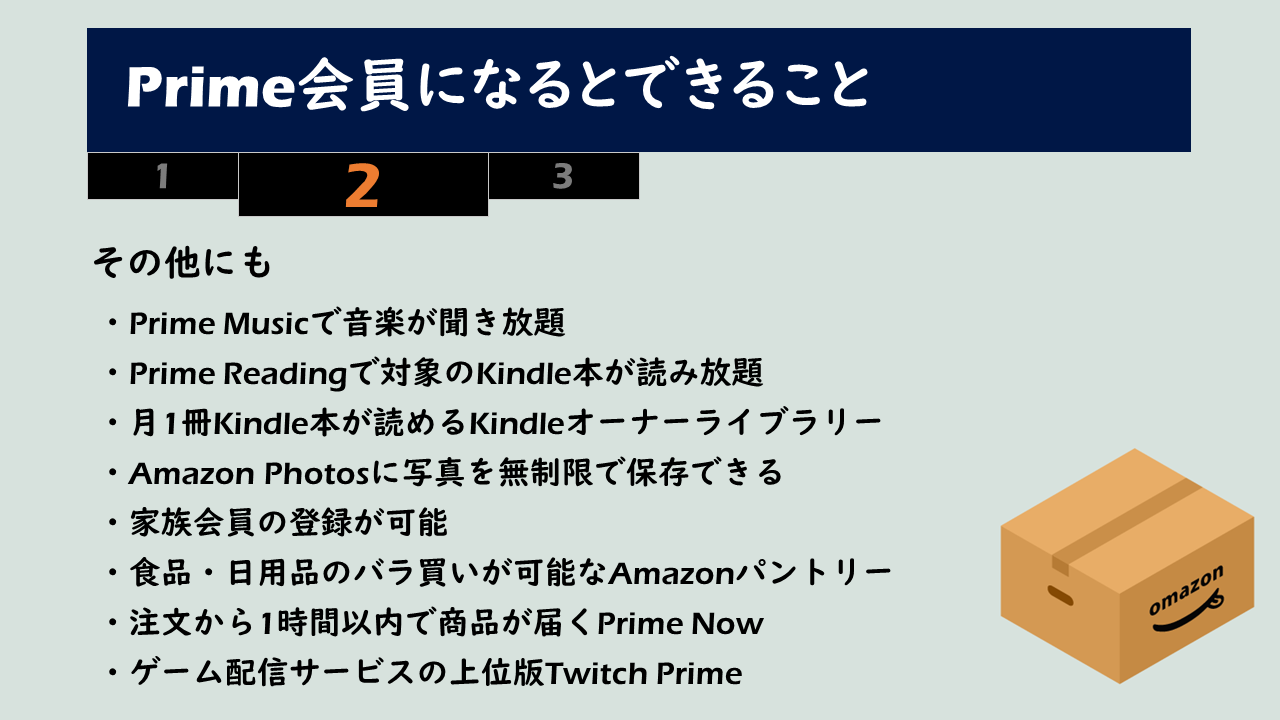 Prime会員になるとできること
1
2
3
その他にも
・Prime Musicで音楽が聞き放題
・Prime Readingで対象のKindle本が読み放題
・月1冊Kindle本が読めるKindleオーナーライブラリー
・Amazon Photosに写真を無制限で保存できる
・家族会員の登録が可能
・食品・日用品のバラ買いが可能なAmazonパントリー
・注文から1時間以内で商品が届くPrime Now
・ゲーム配信サービスの上位版Twitch Prime
omazon